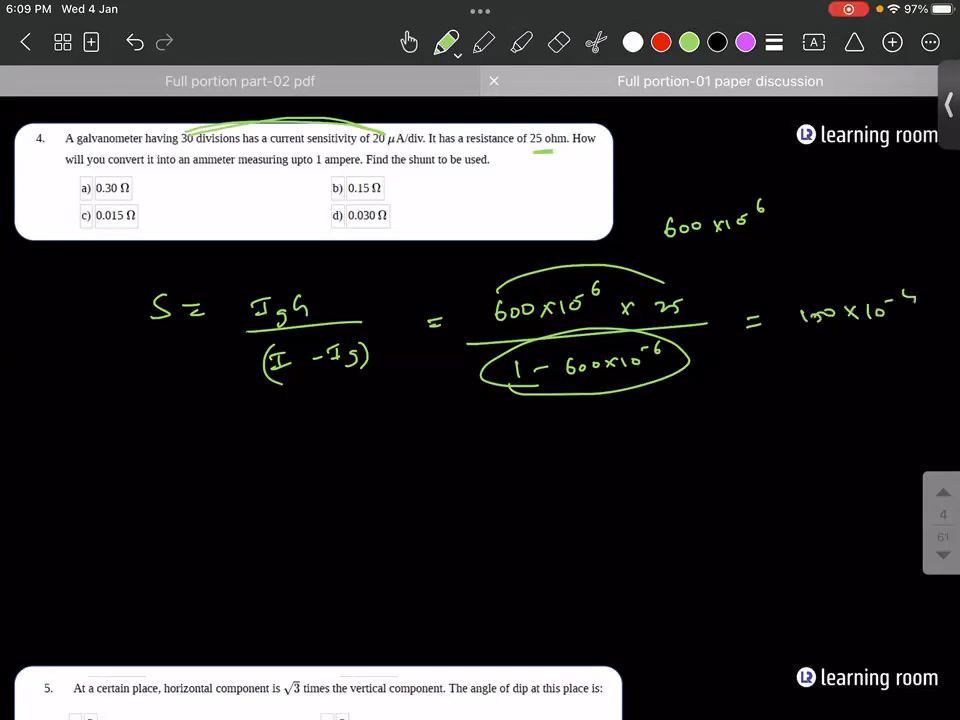 6:09 PM Wed 4 Jan
97%
Full portion part-02 pdf
Full portion-01 paper discussion
4. A galvanometer having 30 divisions has a current sensitivity of 20 μA/div. It has a resistance of 25 ohm. How
will you convert it into an ammeter measuring upto 1 ampere. Find the shunt to be used.
a) 0.30 Ω
b) 0.15 Ω
c) 0.015 Ω
d) 0.030 Ω
learning room
600 × 10⁻⁶
S = IgG / (I - Ig) = 600×10⁻⁶ × 25 / 1 - 600×10⁻⁶ = 150 × 10⁻⁴
4
61
5. At a certain place, horizontal component is √3 times the vertical component. The angle of dip at this place is:
learning room